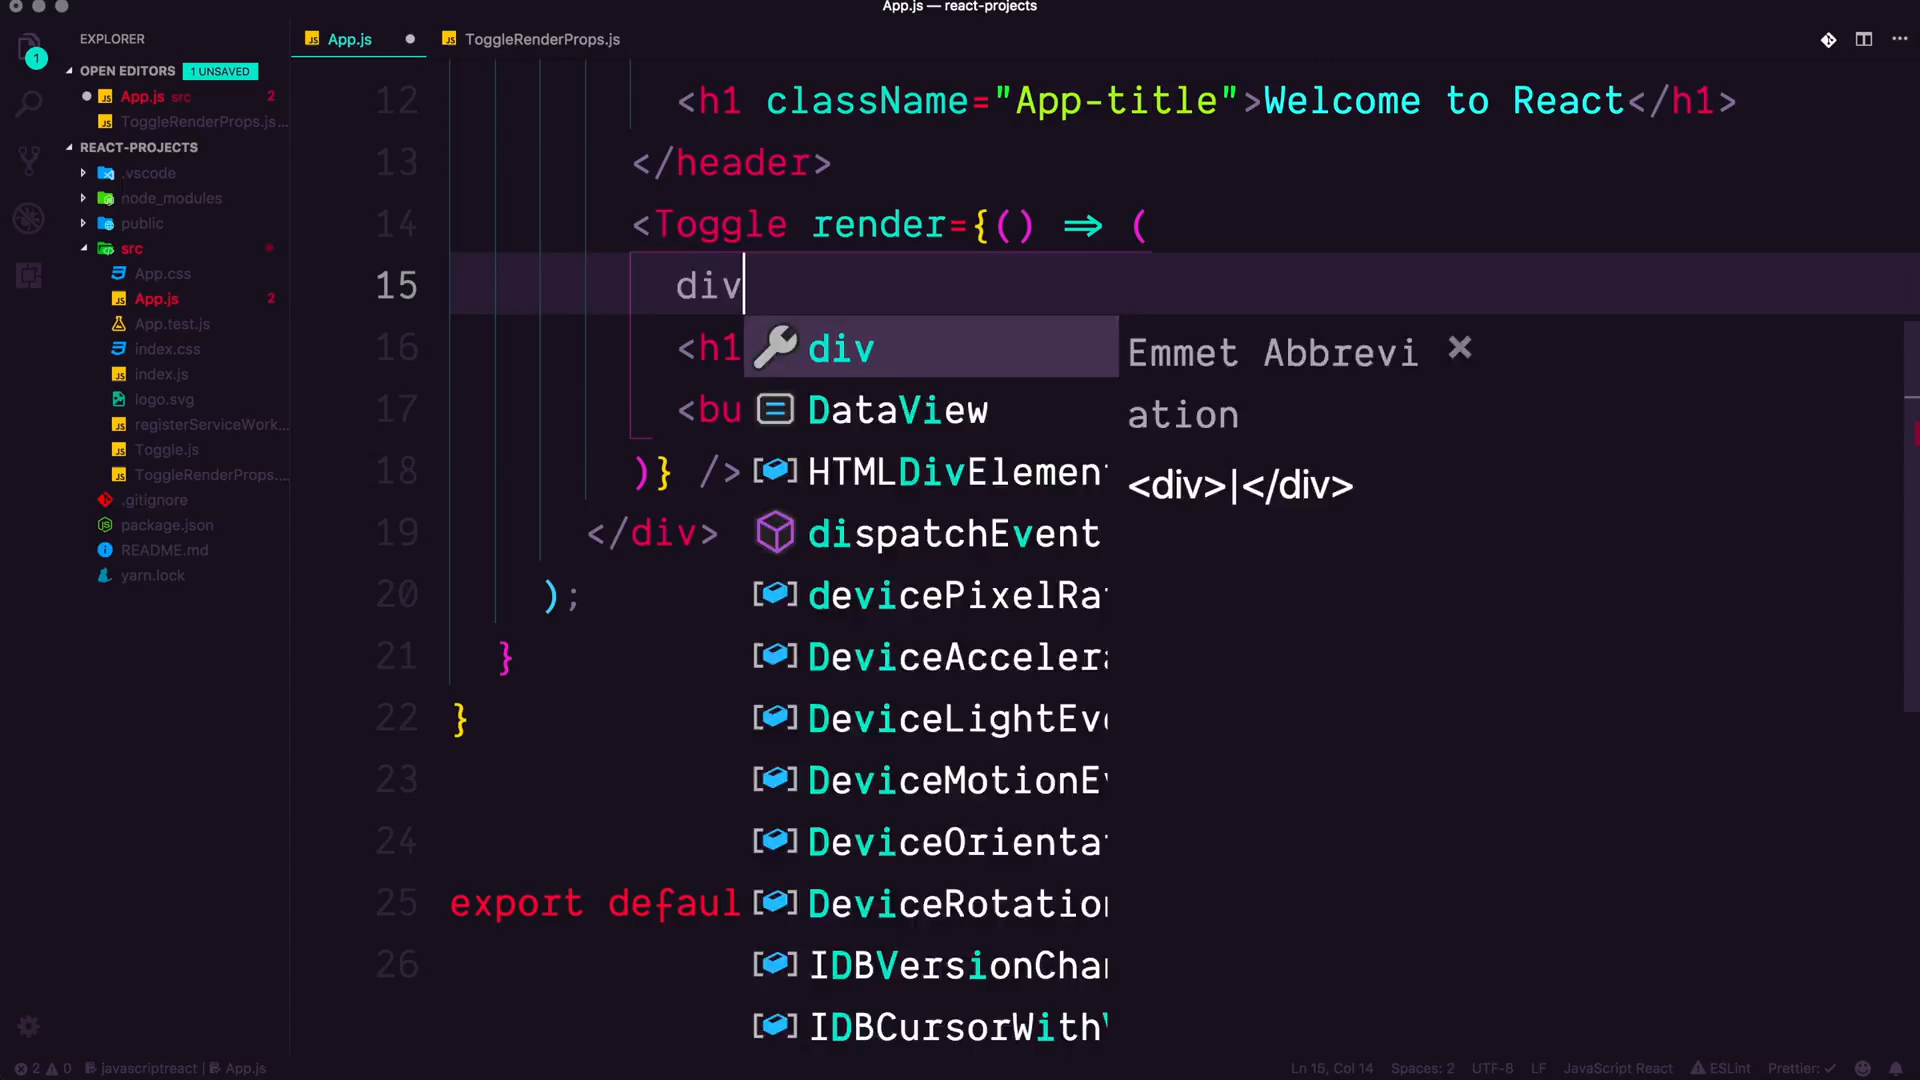 App.js — react-projects
EXPLORER
OPEN EDITORS 1 UNSAVED
App.js src 2
ToggleRenderProps.js ...
REACT-PROJECTS
.vscode
node_modules
public
src
App.css
App.js 2
App.test.js
index.css
index.js
logo.svg
registerServiceWork...
Toggle.js
ToggleRenderProps....
.gitignore
package.json
README.md
yarn.lock
1
App.js
ToggleRenderProps.js
12 <h1 className="App-title">Welcome to React</h1>
13 </header>
14 <Toggle render={() => (
15 div
16 <h1
17 <bu
18 )} />
19 </div>
20 );
21 }
22 }
23
24
25 export defaul
26
div
DataView
HTMLDivElemen
dispatchEvent
devicePixelRa
DeviceAcceler
DeviceLightEv
DeviceMotionE
DeviceOrienta
DeviceRotatio
IDBVersionCha
IDBCursorWith
Emmet Abbrevi
ation
<div>|</div>
2 0 javascriptreact | App.js
Ln 15, Col 14 Spaces: 2 UTF-8 LF JavaScript React ESLint Prettier: ✓